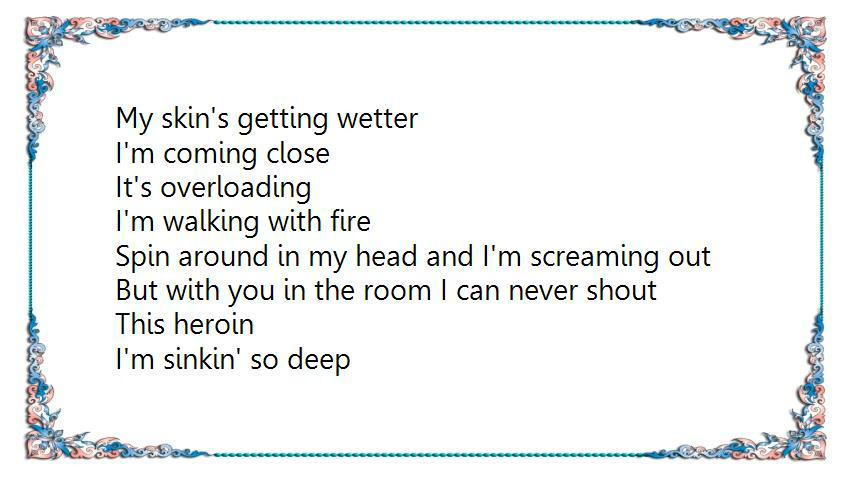 My skin's getting wetter
I'm coming close
It's overloading
I'm walking with fire
Spin around in my head and I'm screaming out
But with you in the room I can never shout
This heroin
I'm sinkin' so deep